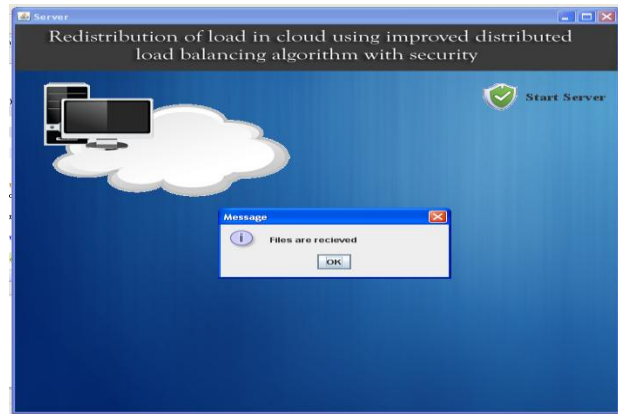 Server
Redistribution of load in cloud using improved distributed
load balancing algorithm with security
Start Server
Message
Files are recieved
OK